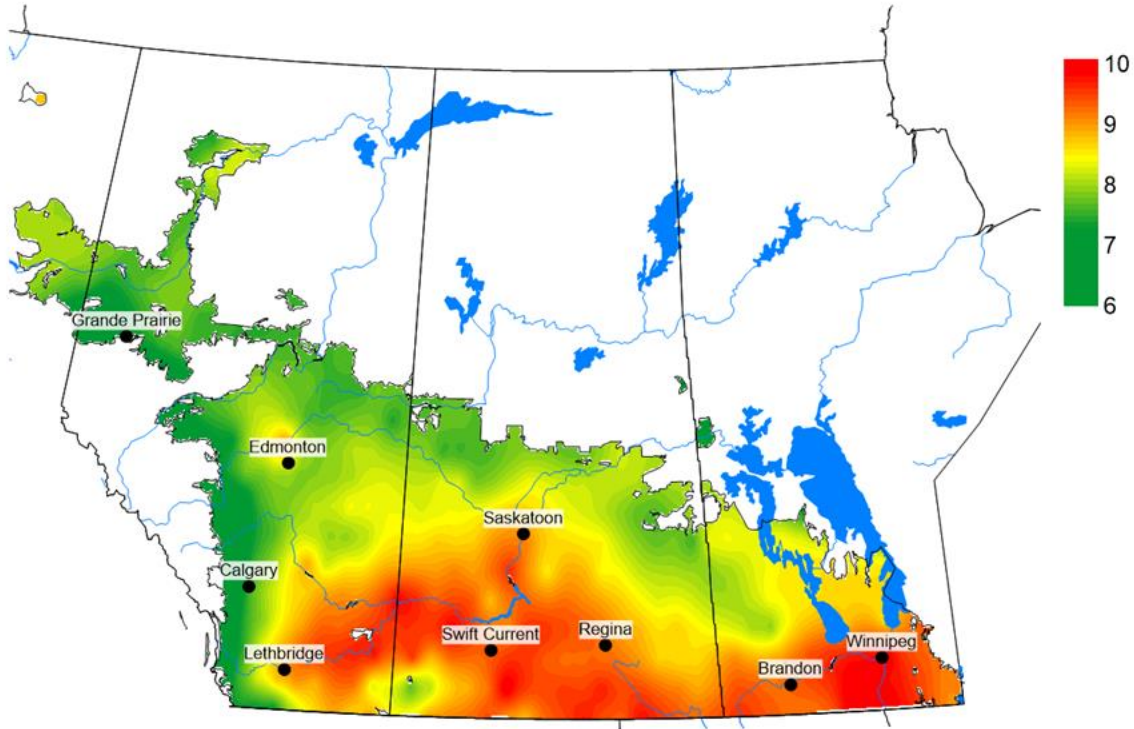 10
9
8
7
6
Grande Prairie
Edmonton
Saskatoon
Calgary
Swift Current
Regina
Winnipeg
Lethbridge
Brandon